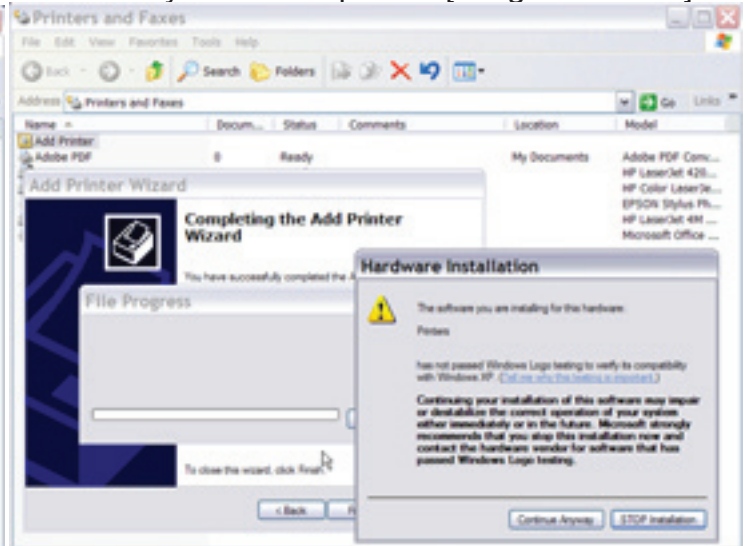 Printers and Faxes
File Edit View Favorites Tools Help
Back Search Folders
Address Printers and Faxes Go Links
Name Docum... Status Comments Location Model
Add Printer
Adobe PDF 0 Ready My Documents Adobe PDF Conv...
HP LaserJet 420...
HP Color LaserJe...
EPSON Stylus Ph...
HP LaserJet 4M ...
Microsoft Office ...
Add Printer Wizard
Completing the Add Printer
Wizard
You have successfully completed the A
File Progress
To close this wizard, click Finish.
< Back
Hardware Installation
The software you are installing for this hardware:
Printers
has not passed Windows Logo testing to verify its compatibility
with Windows XP. (Tell me why this testing is important.)
Continuing your installation of this software may impair
or destabilize the correct operation of your system
either immediately or in the future. Microsoft strongly
recommends that you stop this installation now and
contact the hardware vendor for software that has
passed Windows Logo testing.
Continue Anyway STOP Installation